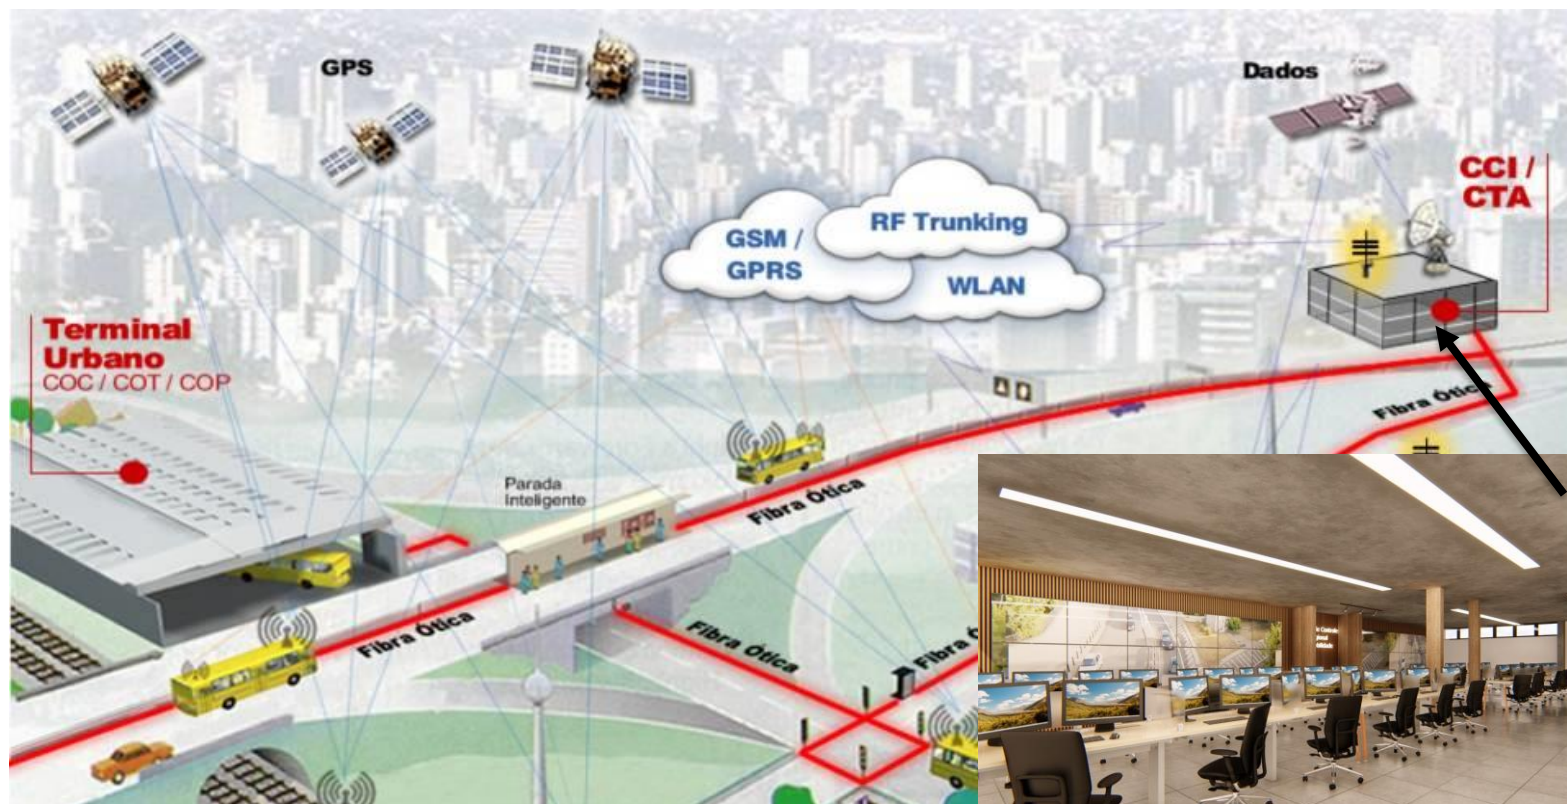 GPS
Dados
CCI /
CTA
RF Trunking
GSM /
GPRS
WLAN
Terminal
Urbano
COC / COT / COP
Fibra Ótica
Parada
Inteligente
Fibra Ótica
Fibra Ótica
Fibra Ótica
Fibra Ó